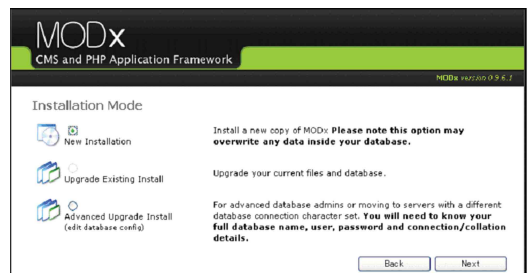 MODx
CMS and PHP Application Framework
MODx version 0.9.6.1
Installation Mode
New Installation
Install a new copy of MODx Please note this option may
overwrite any data inside your database.
Upgrade Existing Install
Upgrade your current files and database.
Advanced Upgrade Install
(edit database config)
For advanced database admins or moving to servers with a different
database connection character set. You will need to know your
full database name, user, password and connection/collation
details.
Back
Next